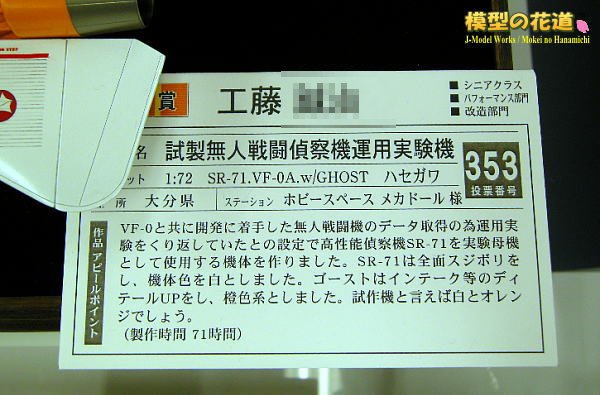 模型の花道
J-Model Works / Mokei no Hanamichi
賞 工藤
■ シニアクラス
■ パフォーマンス部門
■ 改造部門
名 試製無人戦闘偵察機運用実験機
ット 1:72 SR-71.VF-0A.w/GHOST ハセガワ
353
投票番号
所 大分県 ステーション ホビースペース メカドール 様
作品 アピールポイント
VF-0と共に開発に着手した無人戦闘機のデータ取得の為運用実
験をくり返していたとの設定で高性能偵察機SR-71を実験母機
として使用する機体を作りました。SR-71は全面スジボリを
し、機体色を白としました。ゴーストはインテーク等のディ
テールUPをし、橙色系としました。試作機と言えば白とオレン
ジでしょう。
(製作時間 71時間)